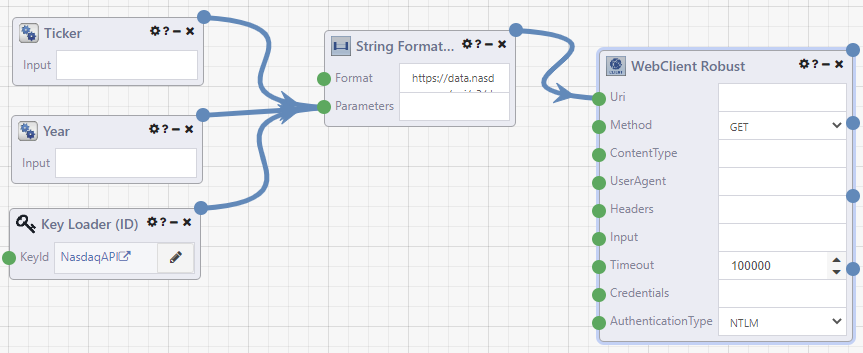 Ticker ? − ×
Input
Year ? − ×
Input
Key Loader (ID) ? − ×
KeyId NasdaqAPI
String Format... ? − ×
Format https://data.nasd
Parameters
WebClient Robust ? − ×
Uri
Method GET
ContentType
UserAgent
Headers
Input
Timeout 100000
Credentials
AuthenticationType NTLM